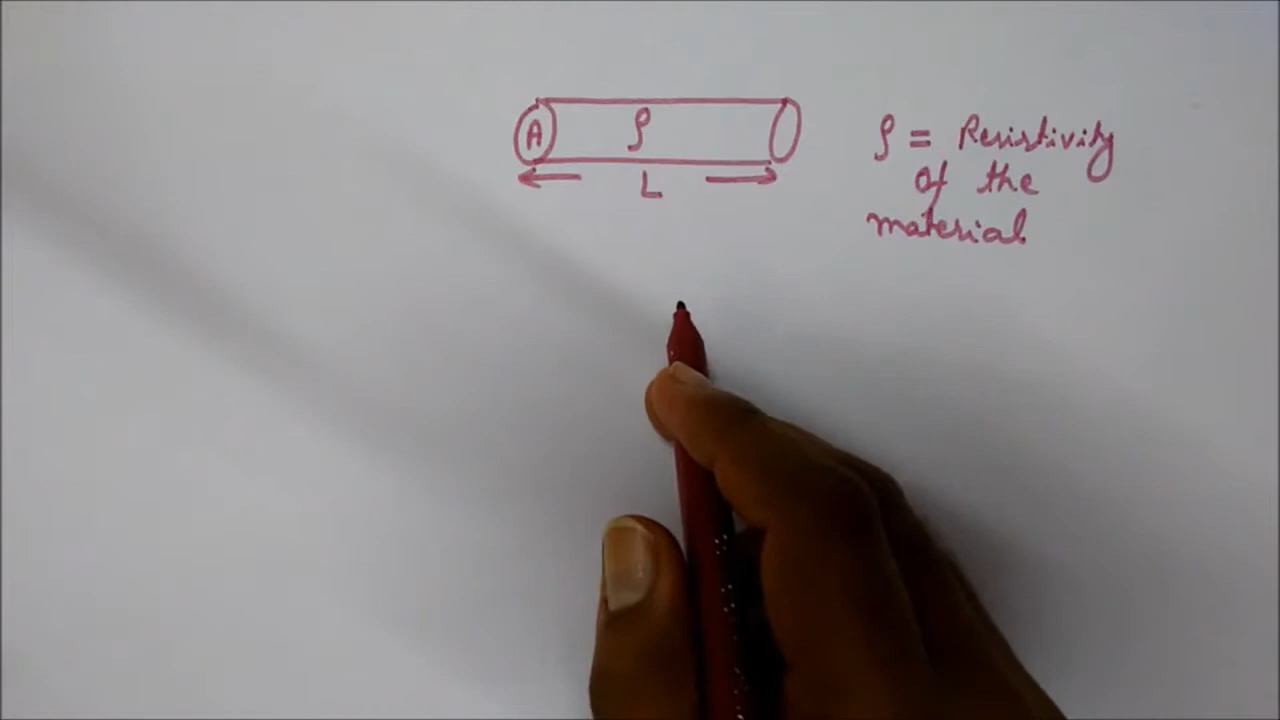 A ρ
L
ρ = Resistivity
of the
material